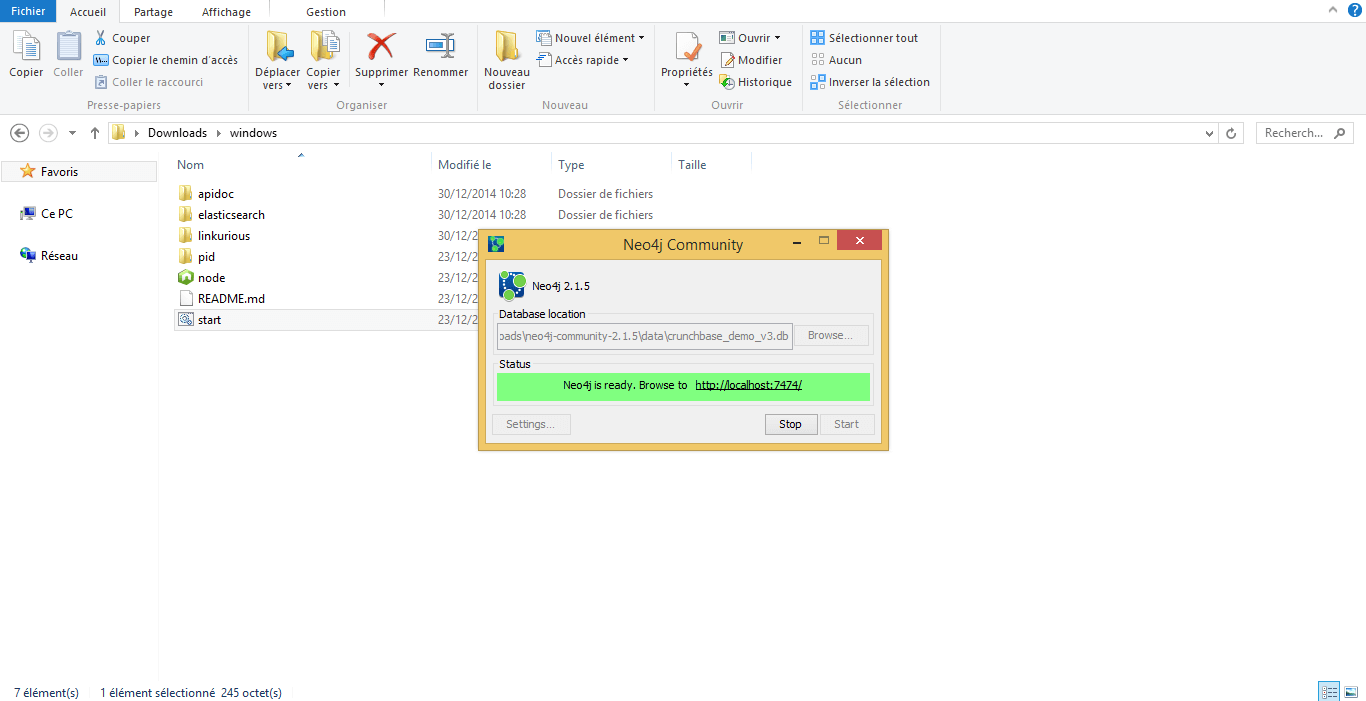 Fichier Accueil Partage Affichage Gestion
Copier
Coller
Couper
Copier le chemin d'accès
Coller le raccourci
Presse-papiers
Déplacer vers
Copier vers
Supprimer
Renommer
Organiser
Nouveau dossier
Nouvel élément
Accès rapide
Nouveau
Propriétés
Ouvrir
Modifier
Historique
Ouvrir
Sélectionner tout
Aucun
Inverser la sélection
Sélectionner
Downloads windows
Recherch...
Favoris
Ce PC
Réseau
Nom Modifié le Type Taille
apidoc 30/12/2014 10:28 Dossier de fichiers
elasticsearch 30/12/2014 10:28 Dossier de fichiers
linkurious 30/12/2
pid 23/12/2
node 23/12/2
README.md 23/12/2
start 23/12/2
Neo4j Community
Neo4j 2.1.5
Database location
oads\neo4j-community-2.1.5\data\crunchbase_demo_v3.db Browse...
Status
Neo4j is ready. Browse to http://localhost:7474/
Settings... Stop Start
7 élément(s) 1 élément sélectionné 245 octet(s)